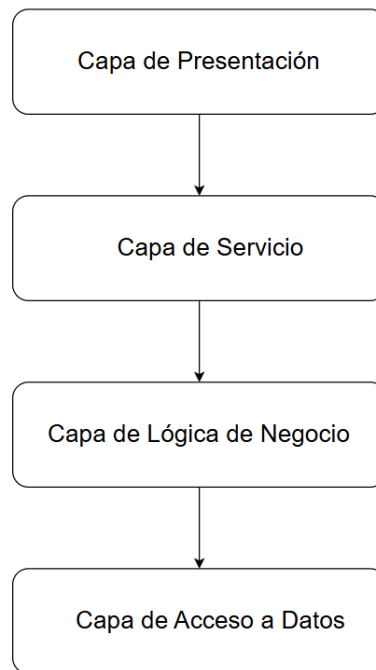 Capa de Presentación
Capa de Servicio
Capa de Lógica de Negocio
Capa de Acceso a Datos